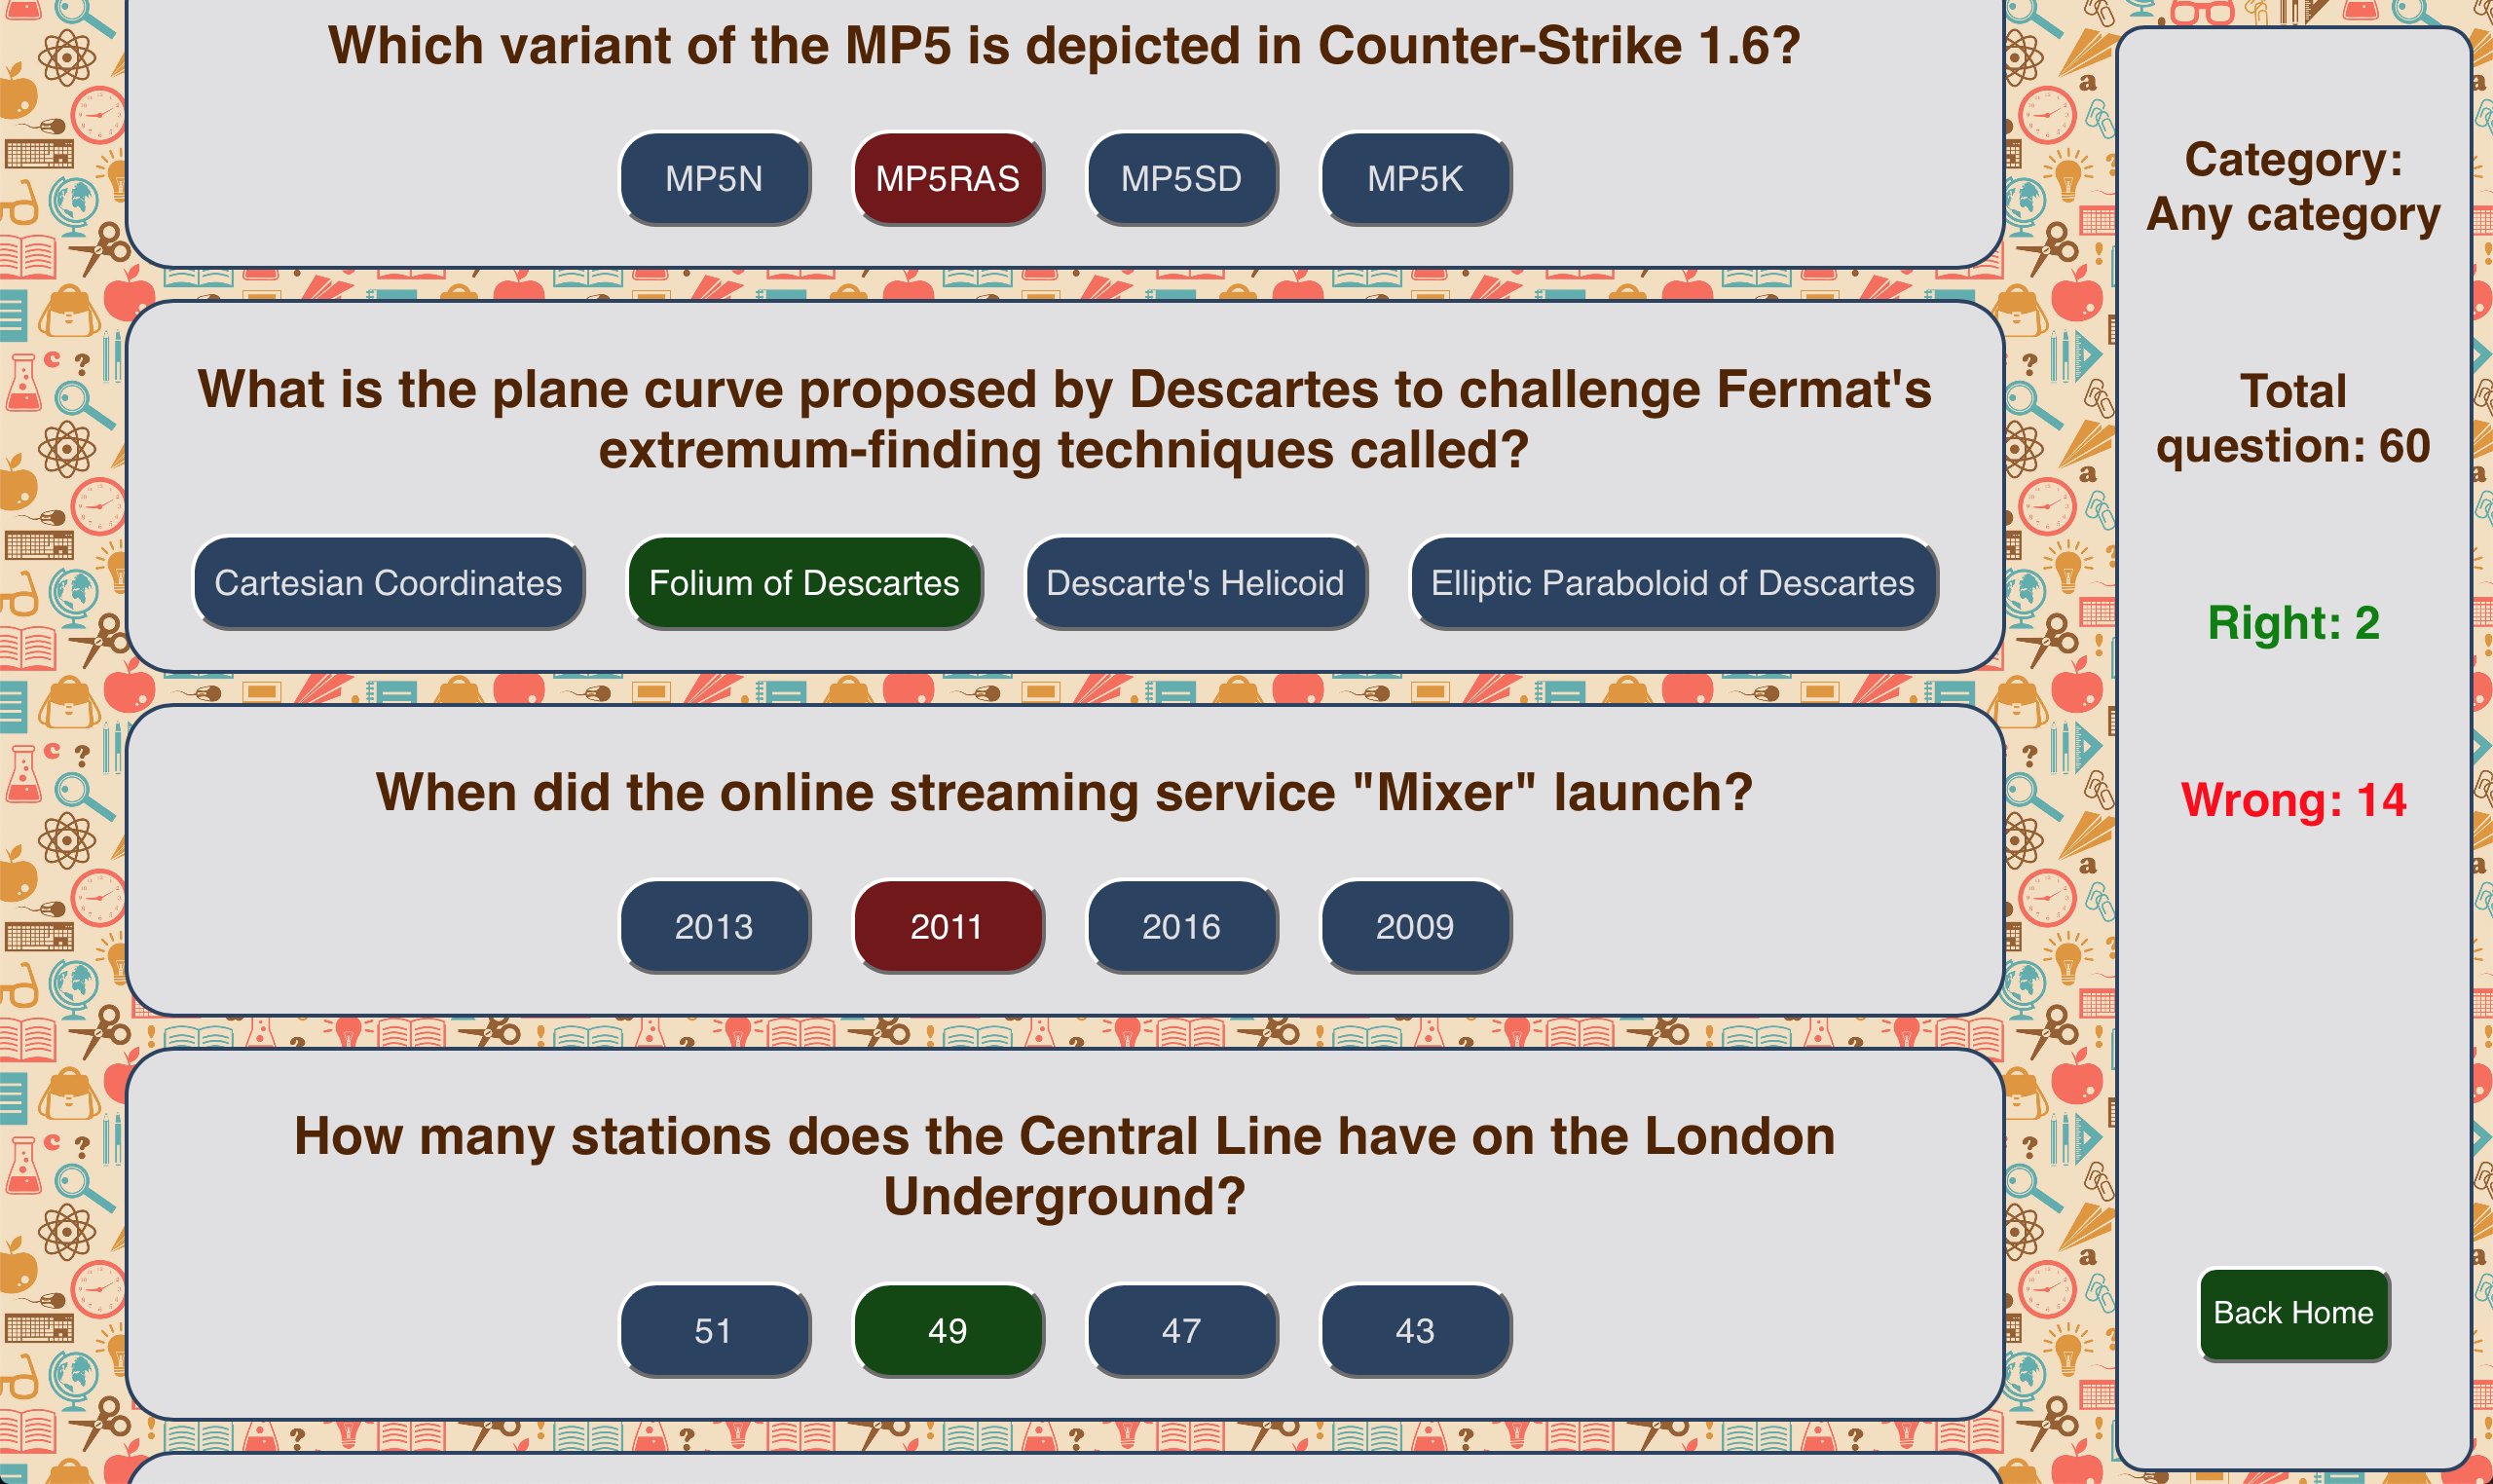 Which variant of the MP5 is depicted in Counter-Strike 1.6?
MP5N MP5RAS MP5SD MP5K
What is the plane curve proposed by Descartes to challenge Fermat's
extremum-finding techniques called?
Cartesian Coordinates Folium of Descartes Descarte's Helicoid Elliptic Paraboloid of Descartes
When did the online streaming service "Mixer" launch?
2013 2011 2016 2009
How many stations does the Central Line have on the London
Underground?
51 49 47 43
Category:
Any category
Total
question: 60
Right: 2
Wrong: 14
Back Home